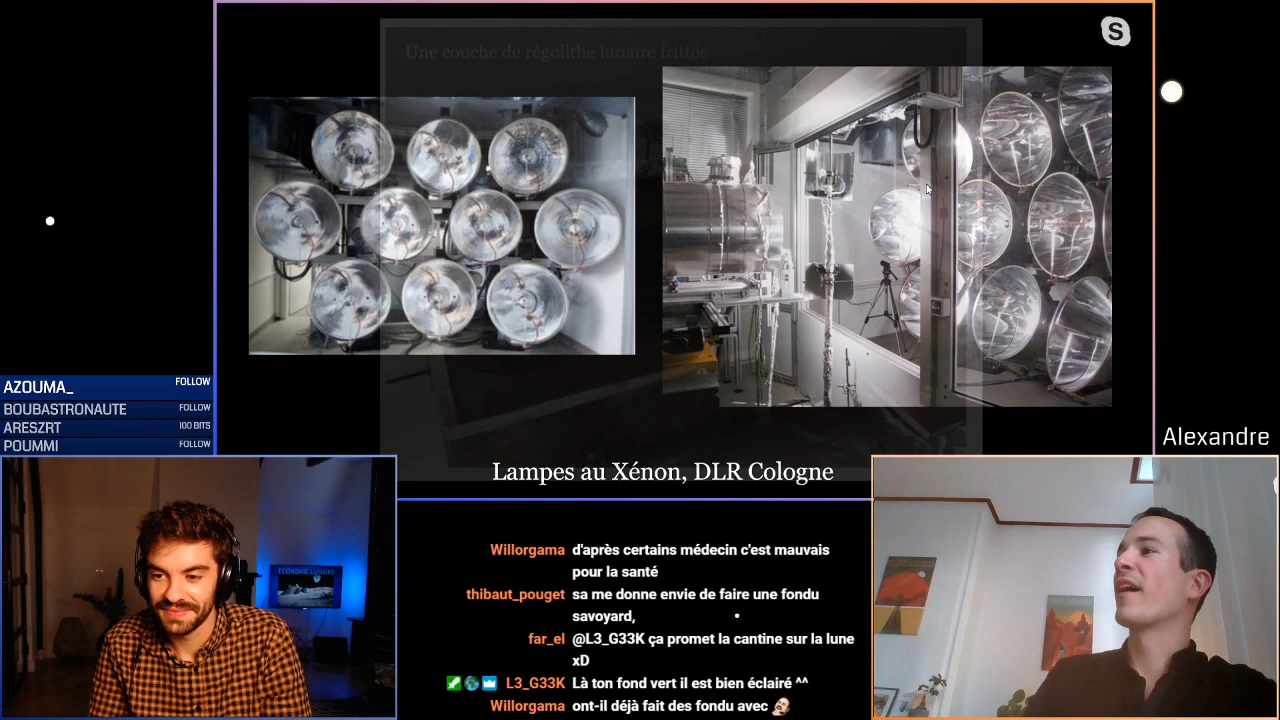 Une couche de régolithe lunaire frittée
S
AZOUMA_ FOLLOW
BOUBASTRONAUTE FOLLOW
ARESZRT 100 BITS
POUMMI FOLLOW
Alexandre
Lampes au Xénon, DLR Cologne
ÉCONOMIE LUNAIRE
Willorgama d'après certains médecin c'est mauvais
pour la santé
thibaut_pouget sa me donne envie de faire une fondu
savoyard,
far_el @L3_G33K ça promet la cantine sur la lune
xD
L3_G33K Là ton fond vert il est bien éclairé ^^
Willorgama ont-il déjà fait des fondu avec